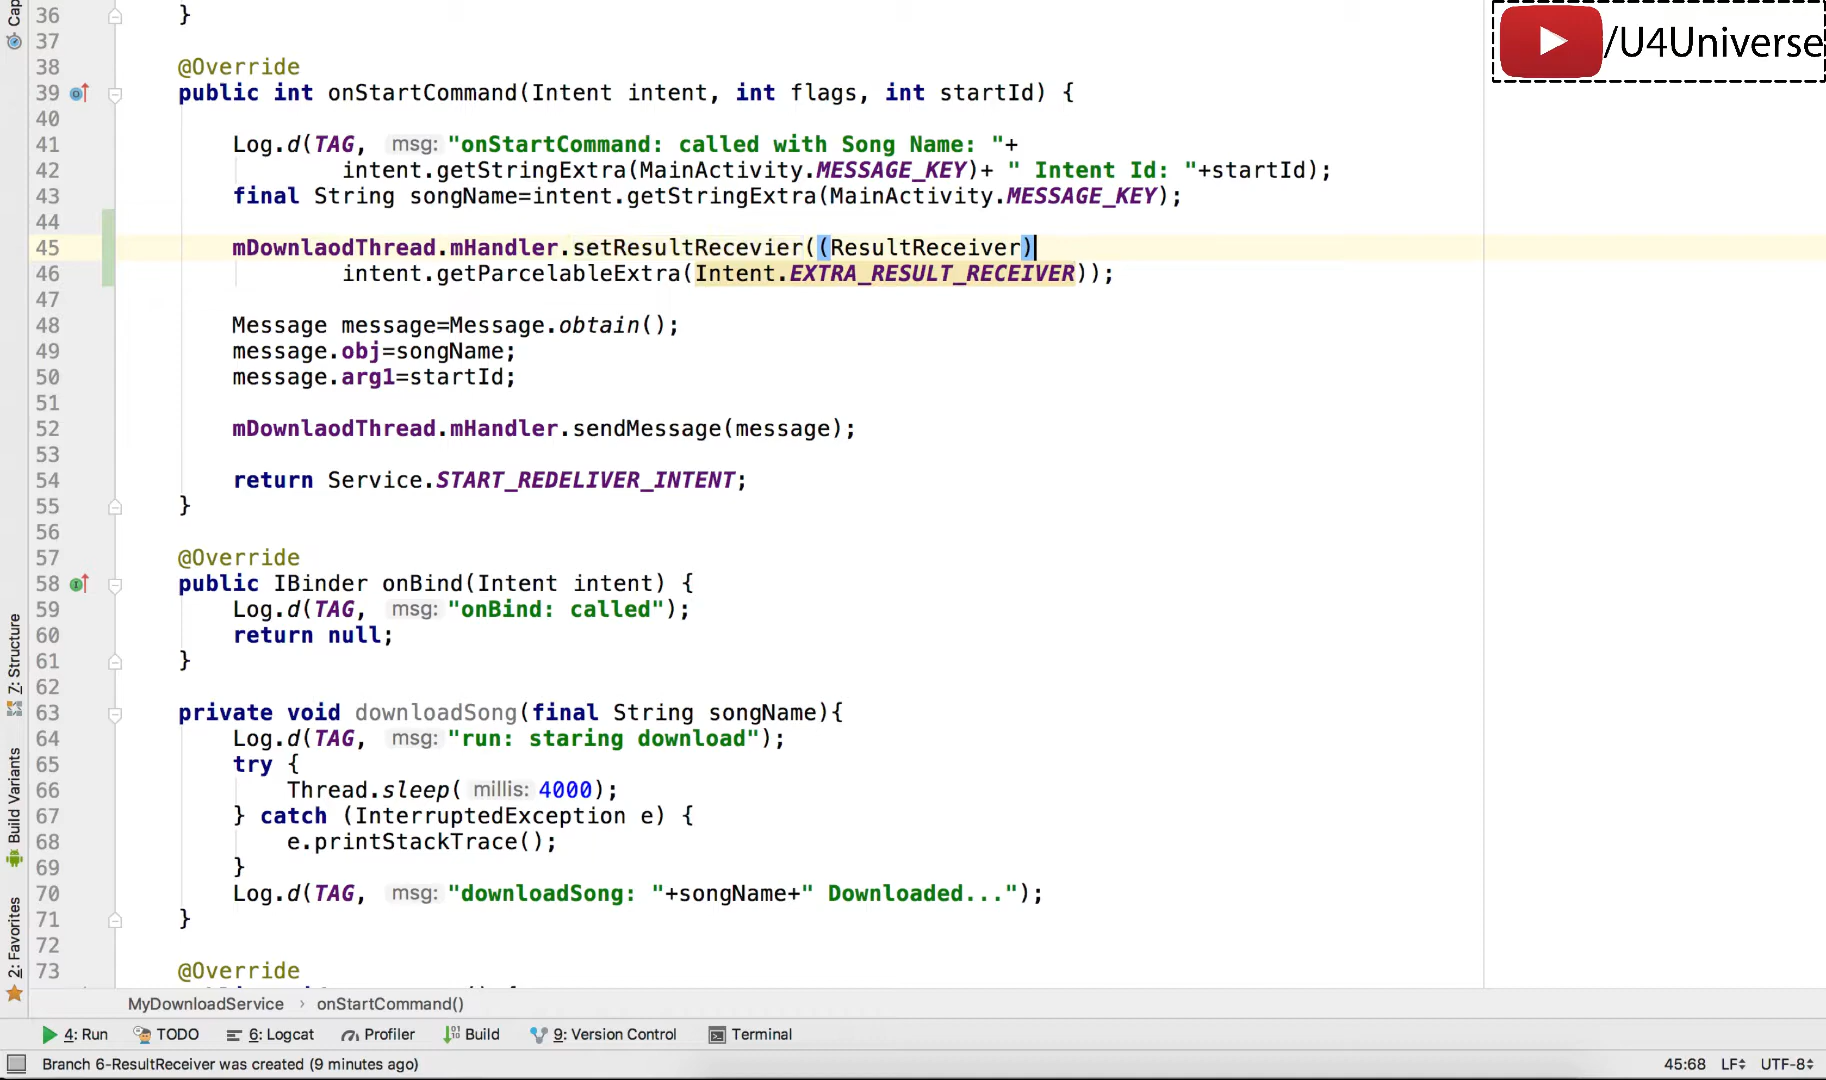 /U4Universe
Cap
36 }
37
38 @Override
39 public int onStartCommand(Intent intent, int flags, int startId) {
40
41 Log.d(TAG, msg: "onStartCommand: called with Song Name: "+
42 intent.getStringExtra(MainActivity.MESSAGE_KEY)+ " Intent Id: "+startId);
43 final String songName=intent.getStringExtra(MainActivity.MESSAGE_KEY);
44
45 mDownlaodThread.mHandler.setResultRecevier((ResultReceiver)
46 intent.getParcelableExtra(Intent.EXTRA_RESULT_RECEIVER));
47
48 Message message=Message.obtain();
49 message.obj=songName;
50 message.arg1=startId;
51
52 mDownlaodThread.mHandler.sendMessage(message);
53
54 return Service.START_REDELIVER_INTENT;
55 }
56
57 @Override
58 public IBinder onBind(Intent intent) {
59 Log.d(TAG, msg: "onBind: called");
60 return null;
61 }
62
63 private void downloadSong(final String songName){
64 Log.d(TAG, msg: "run: staring download");
65 try {
66 Thread.sleep( millis: 4000);
67 } catch (InterruptedException e) {
68 e.printStackTrace();
69 }
70 Log.d(TAG, msg: "downloadSong: "+songName+" Downloaded...");
71 }
72
73 @Override
7: Structure
Build Variants
2: Favorites
MyDownloadService › onStartCommand()
4: Run TODO 6: Logcat Profiler Build 9: Version Control Terminal
Branch 6-ResultReceiver was created (9 minutes ago) 45:68 LF UTF-8